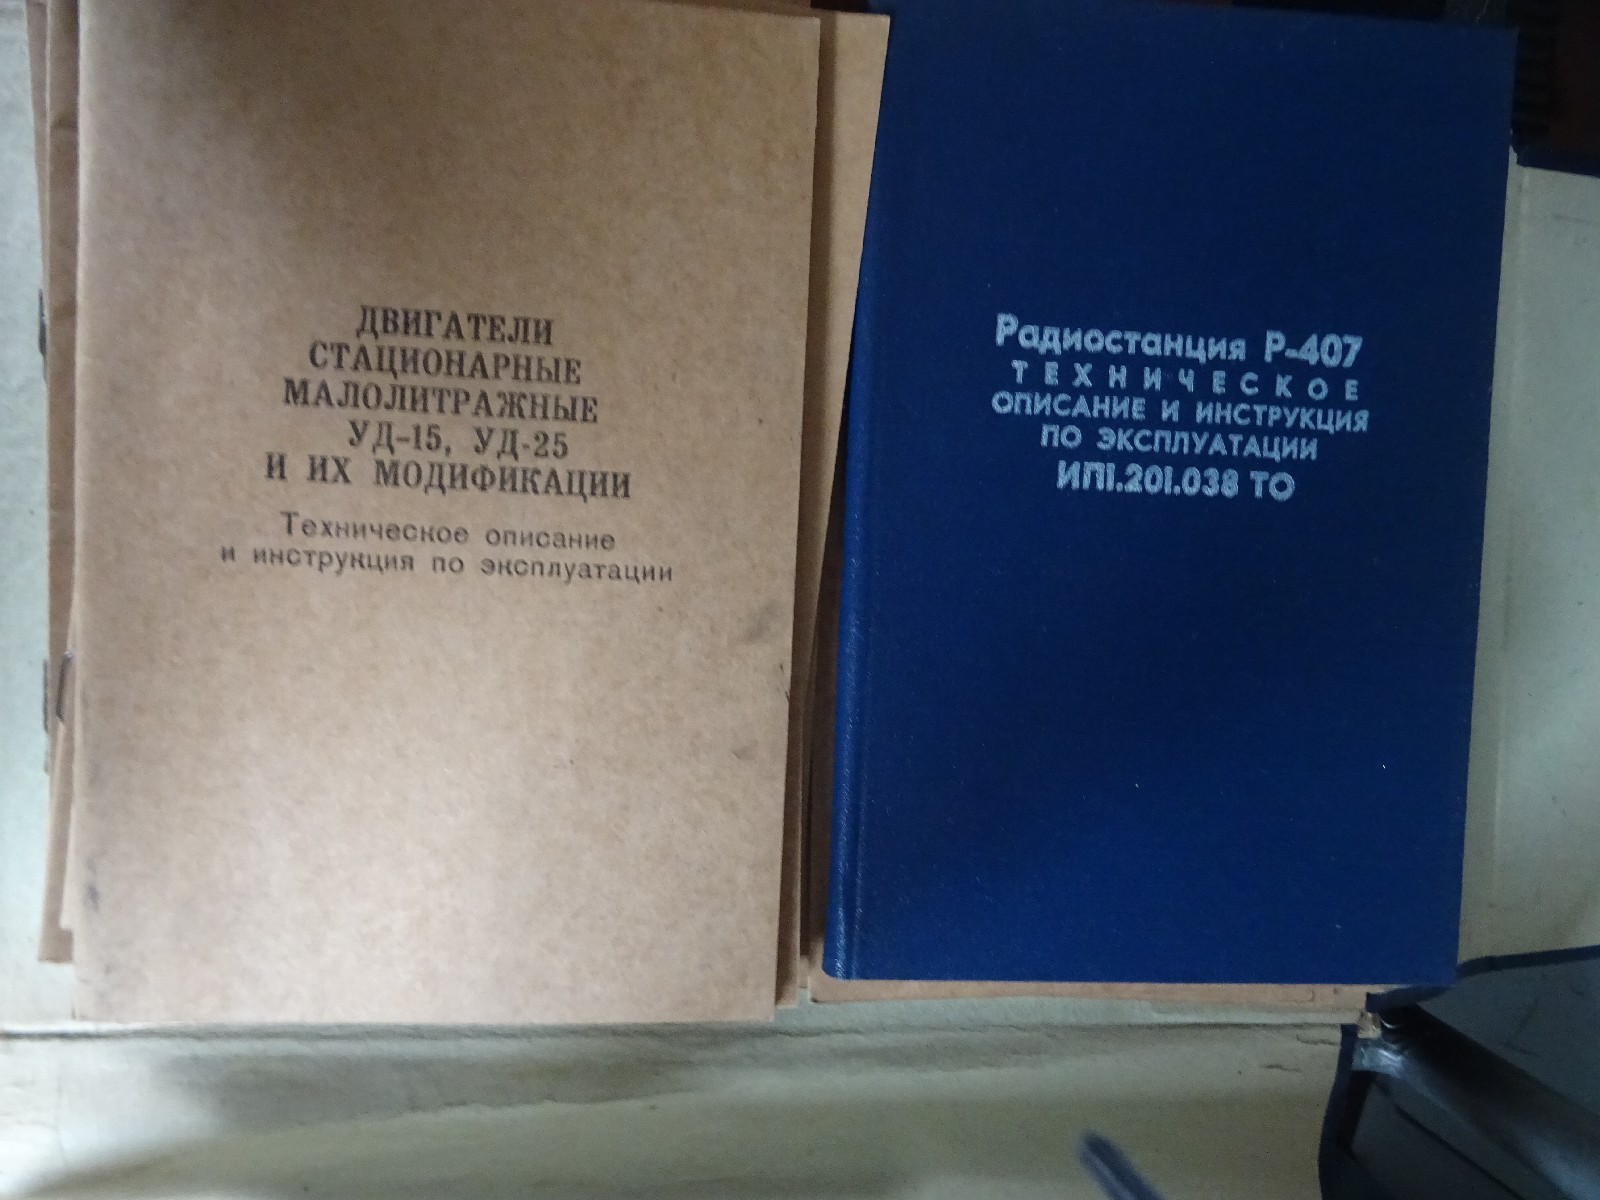 ДВИГАТЕЛИ
СТАЦИОНАРНЫЕ
МАЛОЛИТРАЖНЫЕ
УД-15, УД-25
И ИХ МОДИФИКАЦИИ
Техническое описание
и инструкция по эксплуатации
Радиостанция Р-407
ТЕХНИЧЕСКОЕ
ОПИСАНИЕ И ИНСТРУКЦИЯ
ПО ЭКСПЛУАТАЦИИ
ИП1.201.038 ТО